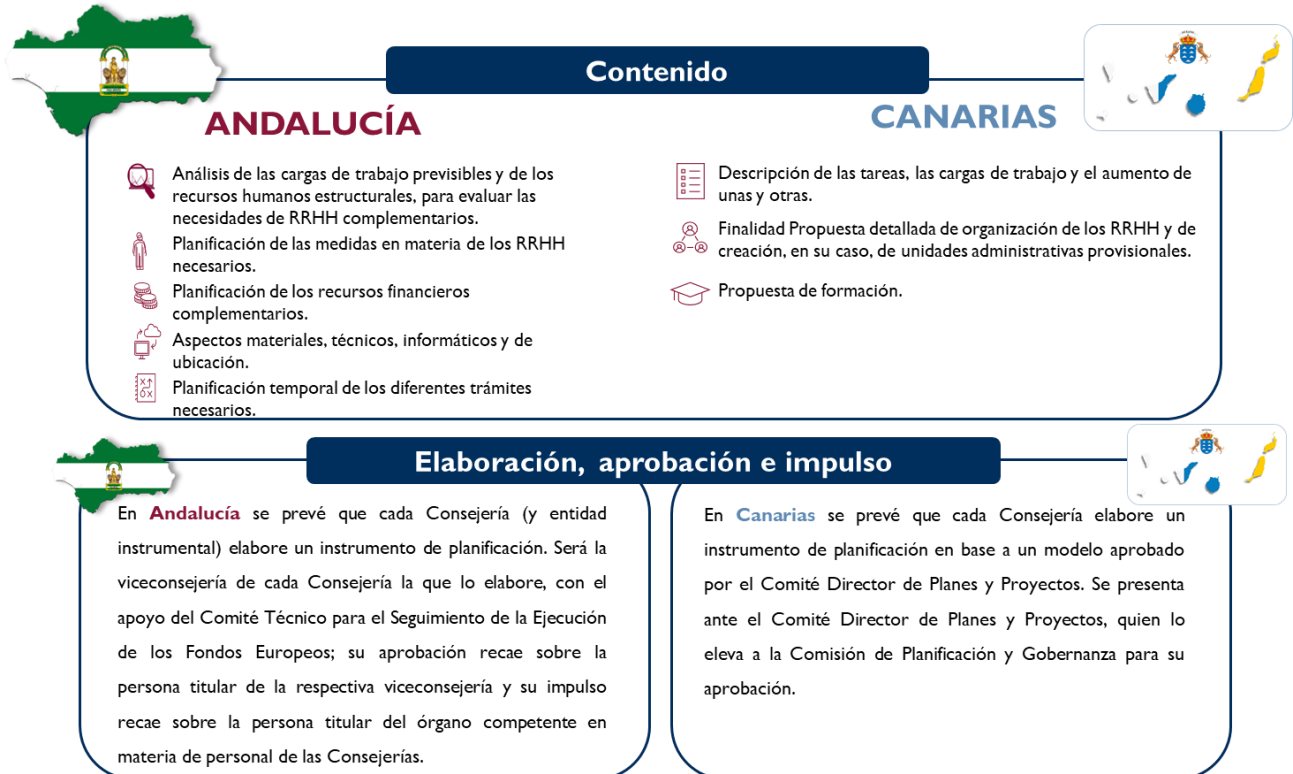 Contenido
ANDALUCÍA
Análisis de las cargas de trabajo previsibles y de los
recursos humanos estructurales, para evaluar las
necesidades de RRHH complementarios.
Planificación de las medidas en materia de los RRHH
necesarios.
Planificación de los recursos financieros
complementarios.
Aspectos materiales, técnicos, informáticos y de
ubicación.
Planificación temporal de los diferentes trámites
necesarios.
CANARIAS
Descripción de las tareas, las cargas de trabajo y el aumento de
unas y otras.
Finalidad Propuesta detallada de organización de los RRHH y de
creación, en su caso, de unidades administrativas provisionales.
Propuesta de formación.
Elaboración, aprobación e impulso
En Andalucía se prevé que cada Consejería (y entidad
instrumental) elabore un instrumento de planificación. Será la
viceconsejería de cada Consejería la que lo elabore, con el
apoyo del Comité Técnico para el Seguimiento de la Ejecución
de los Fondos Europeos; su aprobación recae sobre la
persona titular de la respectiva viceconsejería y su impulso
recae sobre la persona titular del órgano competente en
materia de personal de las Consejerías.
En Canarias se prevé que cada Consejería elabore un
instrumento de planificación en base a un modelo aprobado
por el Comité Director de Planes y Proyectos. Se presenta
ante el Comité Director de Planes y Proyectos, quien lo
eleva a la Comisión de Planificación y Gobernanza para su
aprobación.